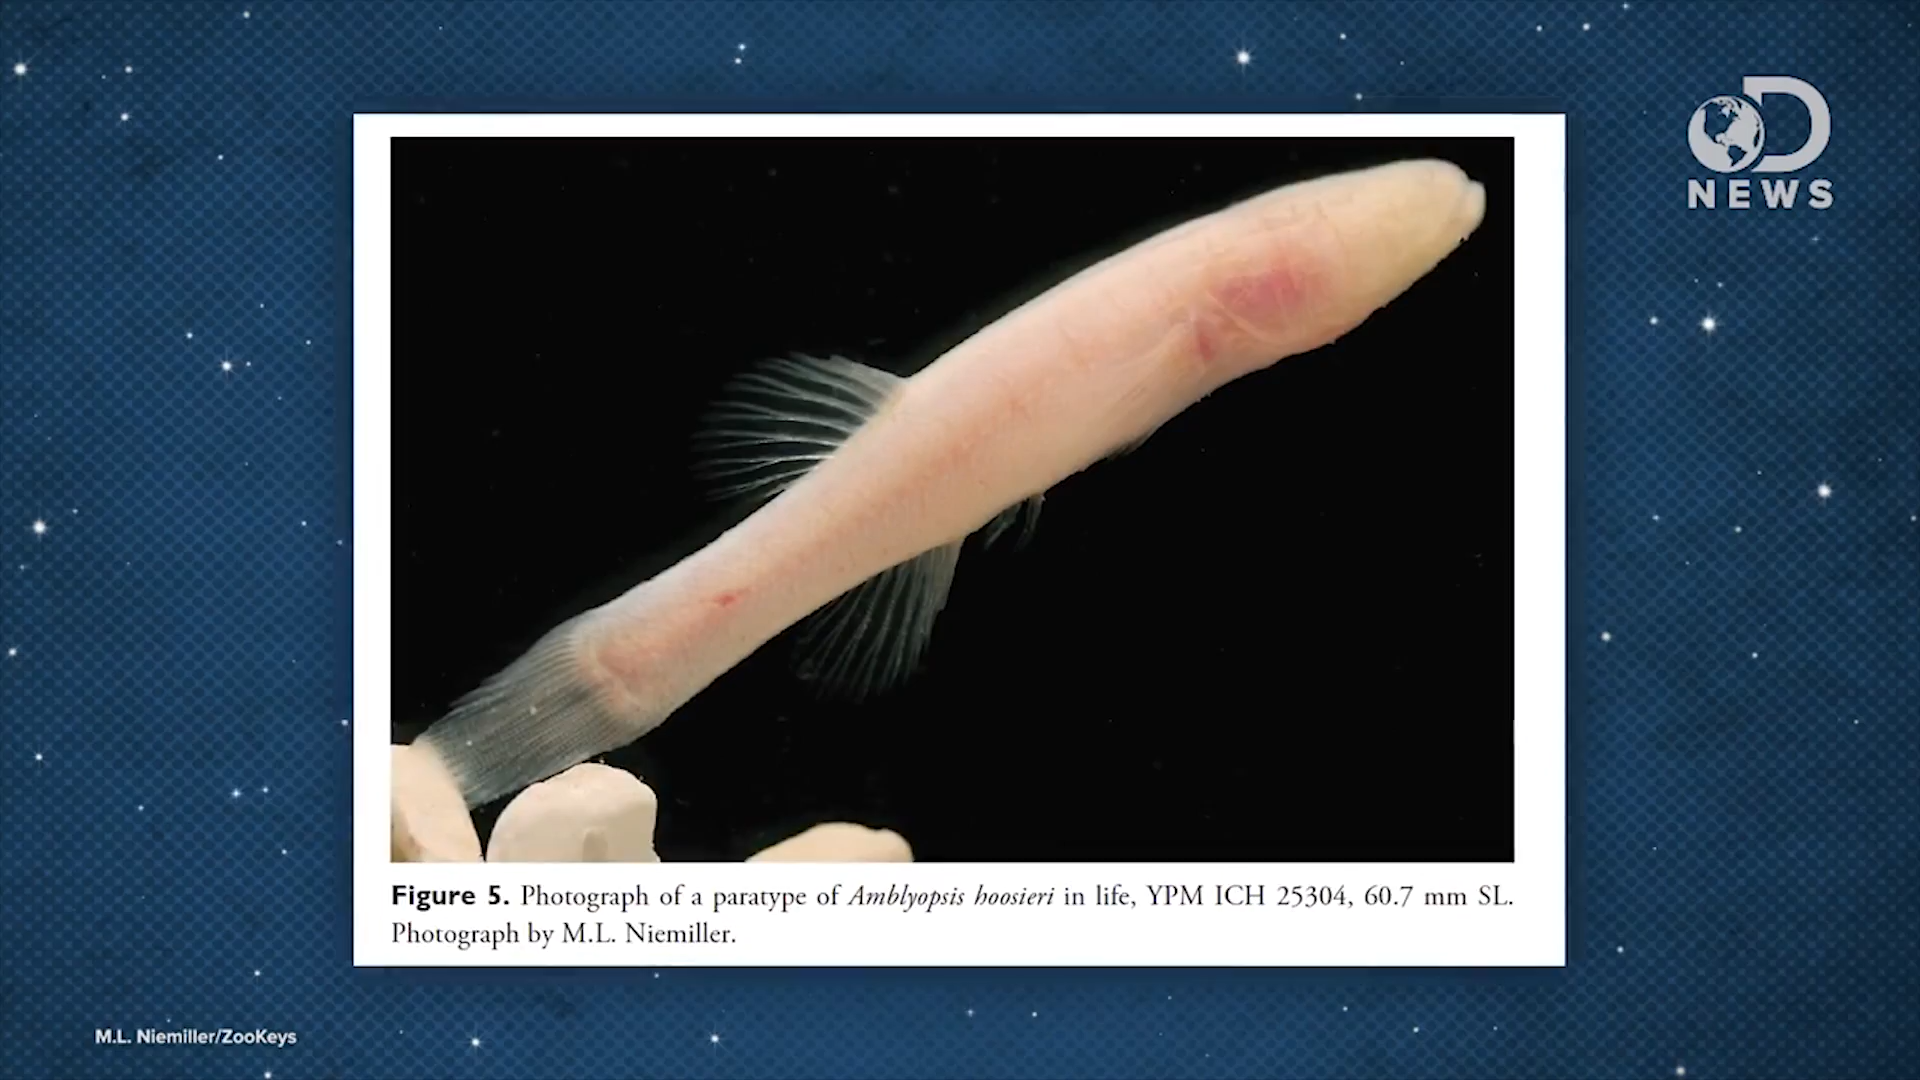 D
NEWS
Figure 5. Photograph of a paratype of Amblyopsis hoosieri in life, YPM ICH 25304, 60.7 mm SL.
Photograph by M.L. Niemiller.
M.L. Niemiller/ZooKeys